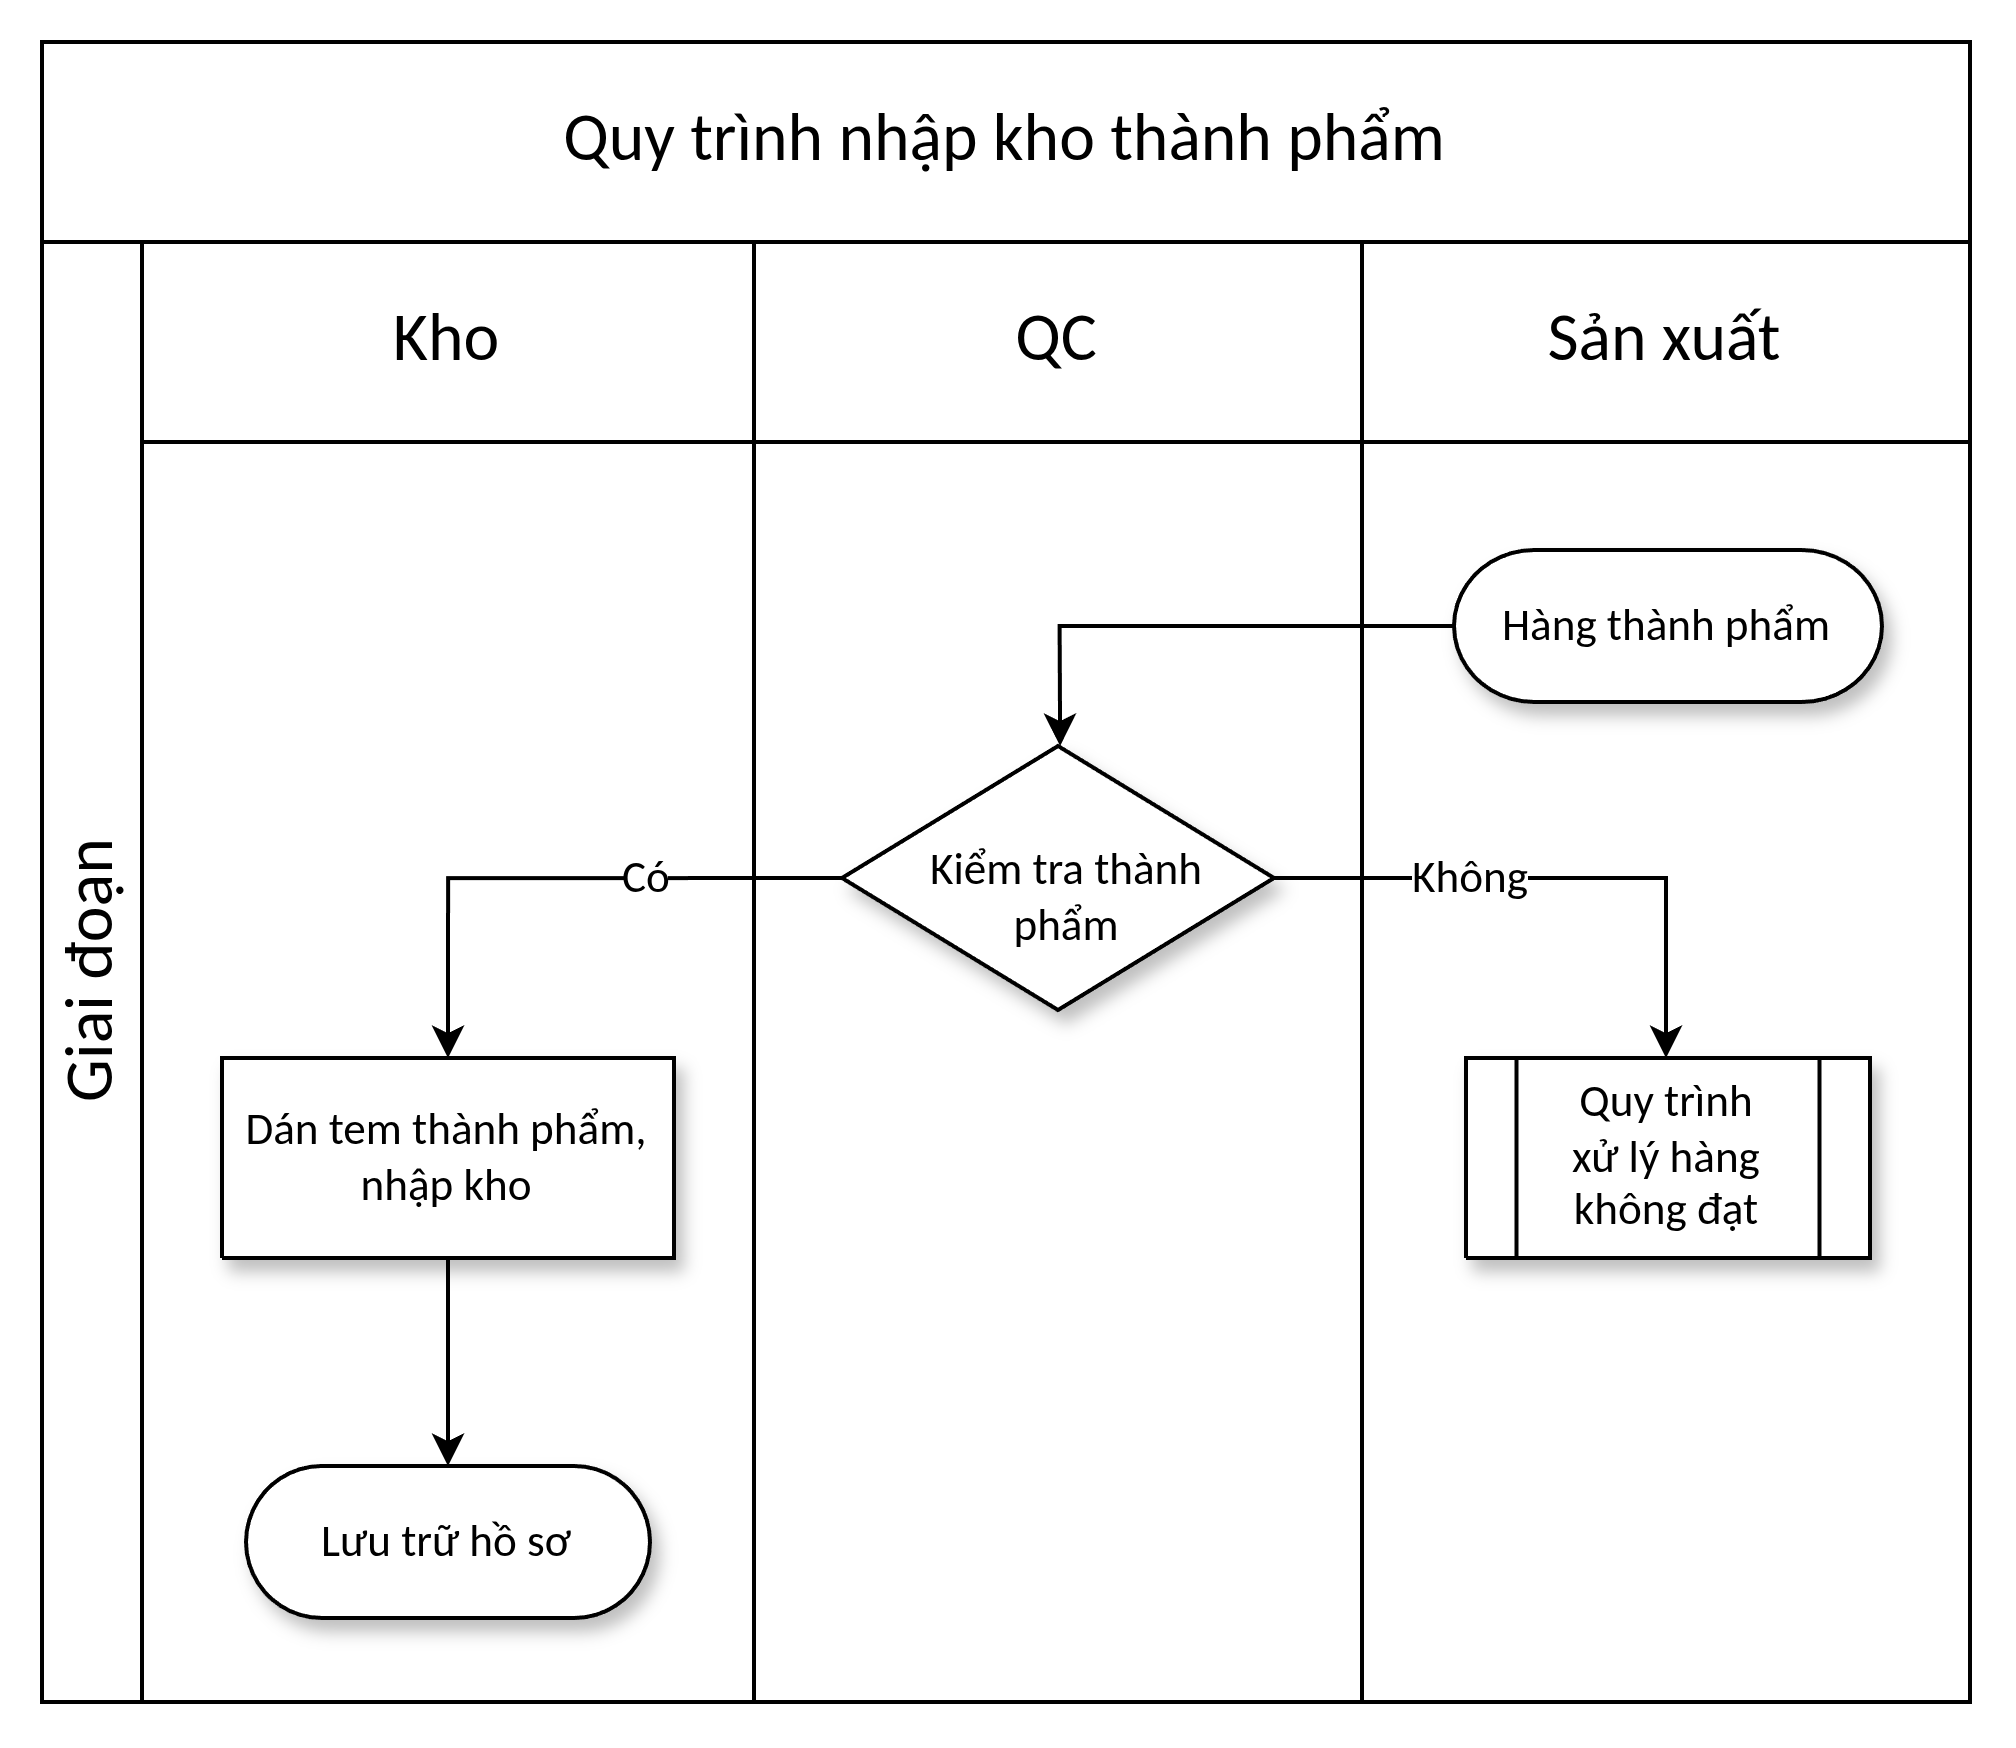 Quy trình nhập kho thành phẩm
Kho
QC
Sản xuất
Giai đoạn
Hàng thành phẩm
Kiểm tra thành
phẩm
Có
Không
Dán tem thành phẩm,
nhập kho
Quy trình
xử lý hàng
không đạt
Lưu trữ hồ sơ